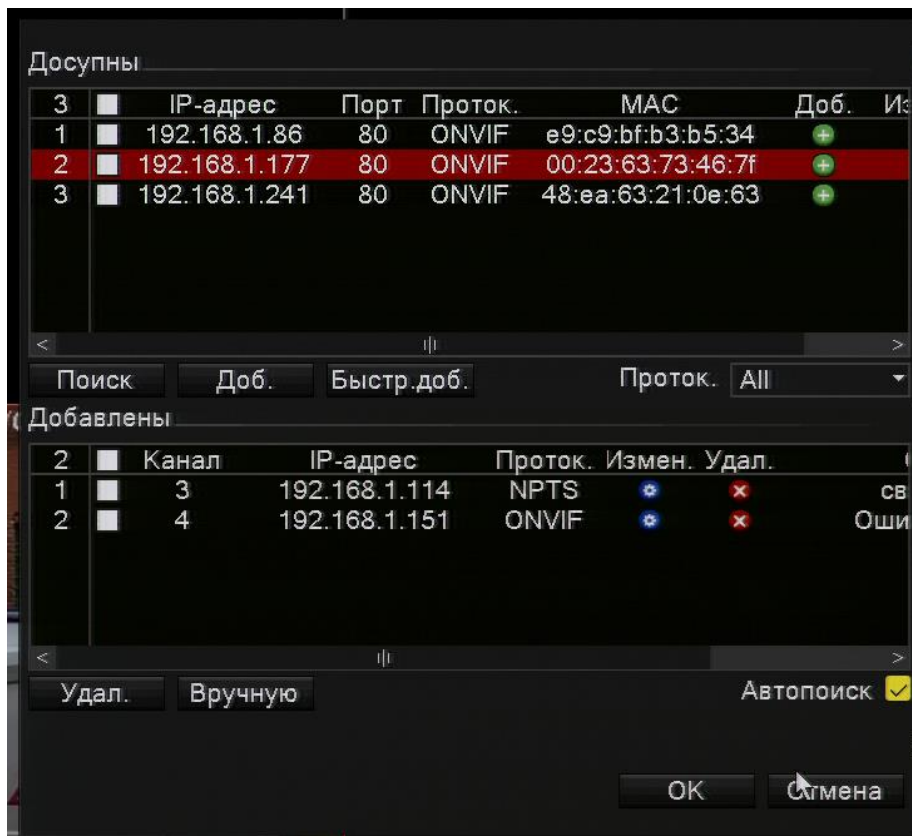 Досупны
3 IP-адрес Порт Проток. MAC Доб.
1 192.168.1.86 80 ONVIF e9:c9:bf:b3:b5:34
2 192.168.1.177 80 ONVIF 00:23:63:73:46:7f
3 192.168.1.241 80 ONVIF 48:ea:63:21:0e:63
Поиск Доб. Быстр.доб. Проток. All
Добавлены
2 Канал IP-адрес Проток. Измен. Удал.
1 3 192.168.1.114 NPTS св
2 4 192.168.1.151 ONVIF Оши
Удал. Вручную Автопоиск
OK Отмена